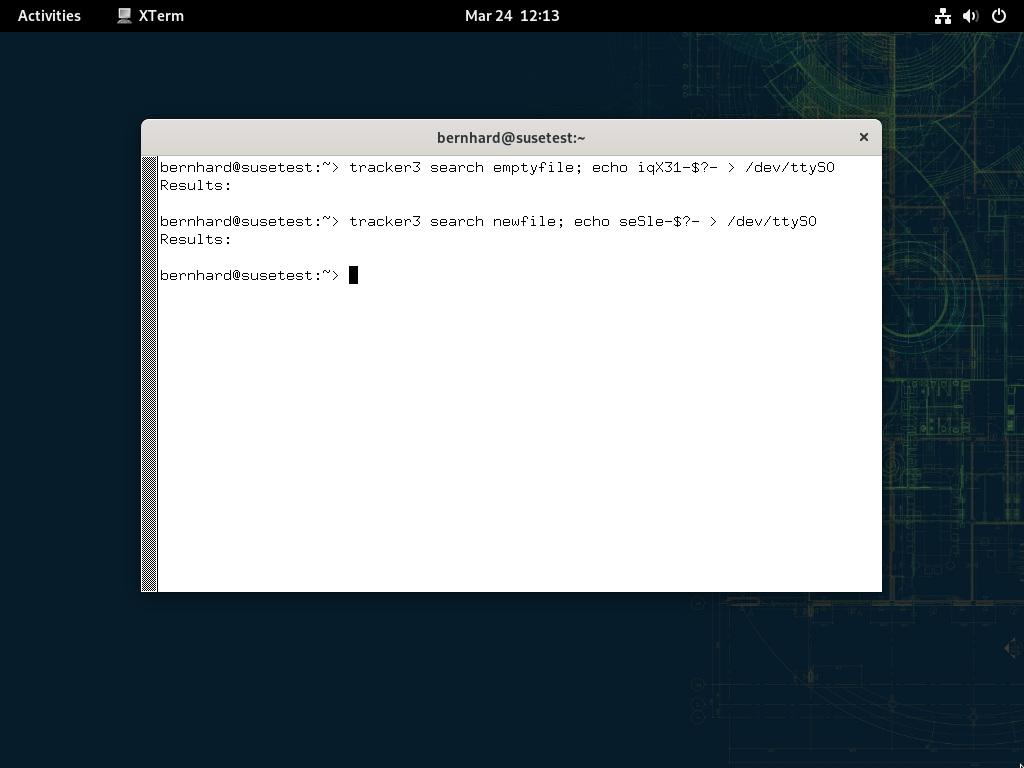 Activities XTerm Mar 24 12:13
bernhard@susetest:~
bernhard@susetest:~> tracker3 search emptyfile; echo iqX31-$?- > /dev/ttyS0
Results:
bernhard@susetest:~> tracker3 search newfile; echo seSle-$?- > /dev/ttyS0
Results:
bernhard@susetest:~>